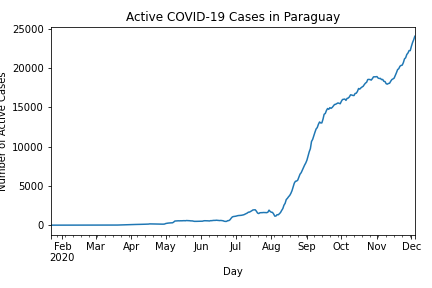 Active COVID-19 Cases in Paraguay
Number of Active Cases
25000
20000
15000
10000
5000
0
Feb Mar Apr May Jun Jul Aug Sep Oct Nov Dec
2020
Day